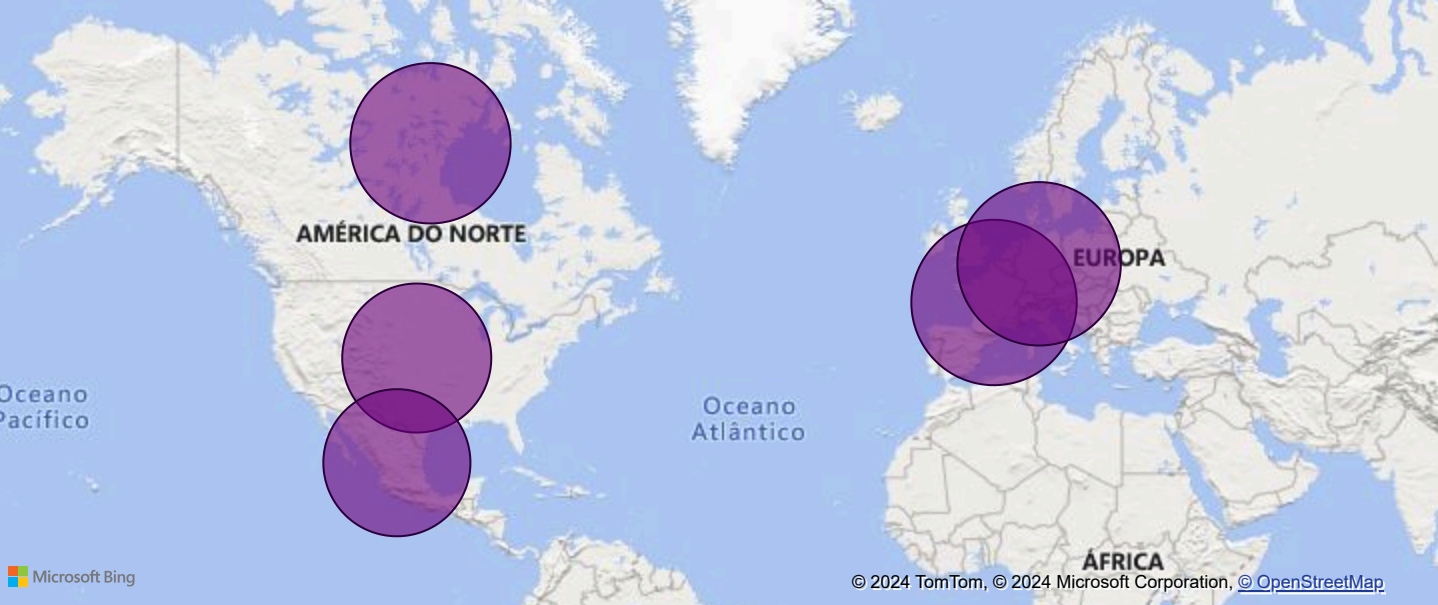 AMÉRICA DO NORTE
EUROPA
Oceano
Pacífico
Oceano
Atlântico
ÁFRICA
Microsoft Bing
© 2024 TomTom, © 2024 Microsoft Corporation, © OpenStreetMap